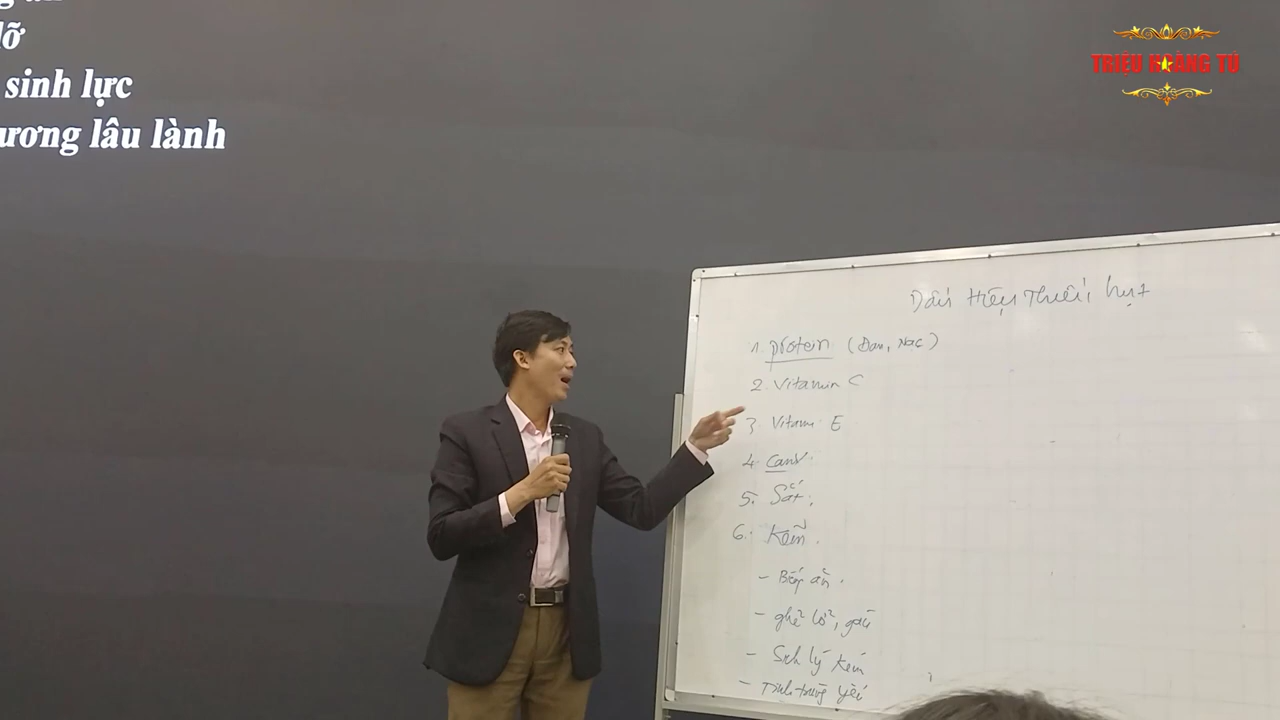 lỡ
sinh lực
ương lâu lành
TRIỆU HOÀNG TÚ
Dấu Hiệu Thiếu hụt
1. protein (Đạm, Nạc)
2. Vitamin C
3 Vitami E
4. Canxi
5. Sắt.
6. Kẽm.
- Biếng ăn.
- ghẻ lở, gàu
- Sinh lý kém
- Tinh trùng yếu